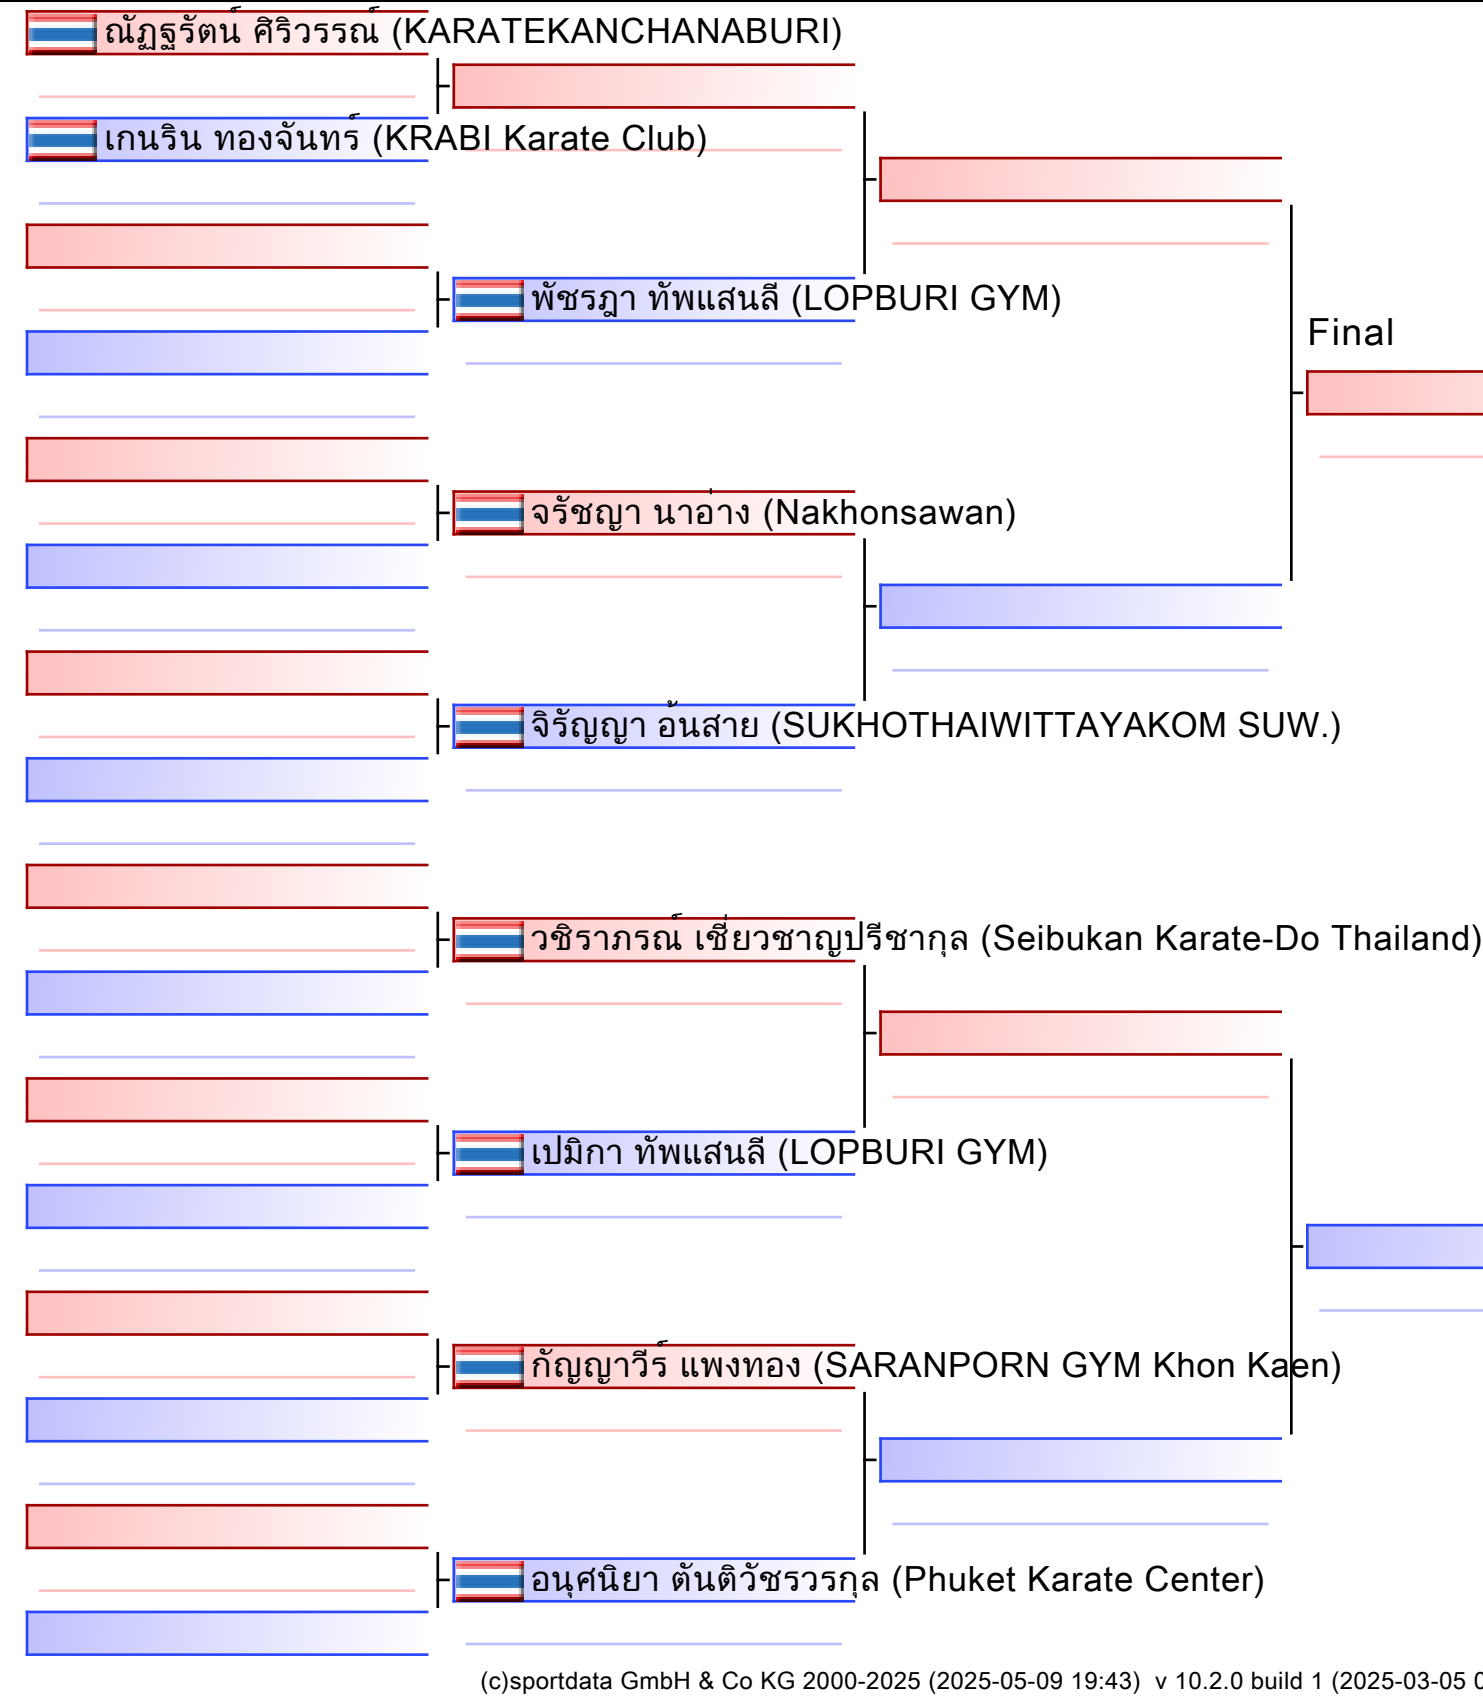 ณัฏฐรัตน์ ศิริวรรณ์ (KARATEKANCHANABURI)
เกนริน ทองจันทร์ (KRABI Karate Club)
พัชรฎา ทัพแสนลี (LOPBURI GYM)
Final
จรัชญา นาอ่าง (Nakhonsawan)
จิรัญญา อ้นสาย (SUKHOTHAIWITTAYAKOM SUW.)
วชิราภรณ์ เชี่ยวชาญปรีชากุล (Seibukan Karate-Do Thailand)
เปมิกา ทัพแสนลี (LOPBURI GYM)
กัญญาวีร์ แพงทอง (SARANPORN GYM Khon Kaen)
อนุศนิยา ตันติวัชรวรกุล (Phuket Karate Center)
(c)sportdata GmbH & Co KG 2000-2025 (2025-05-09 19:43) v 10.2.0 build 1 (2025-03-05